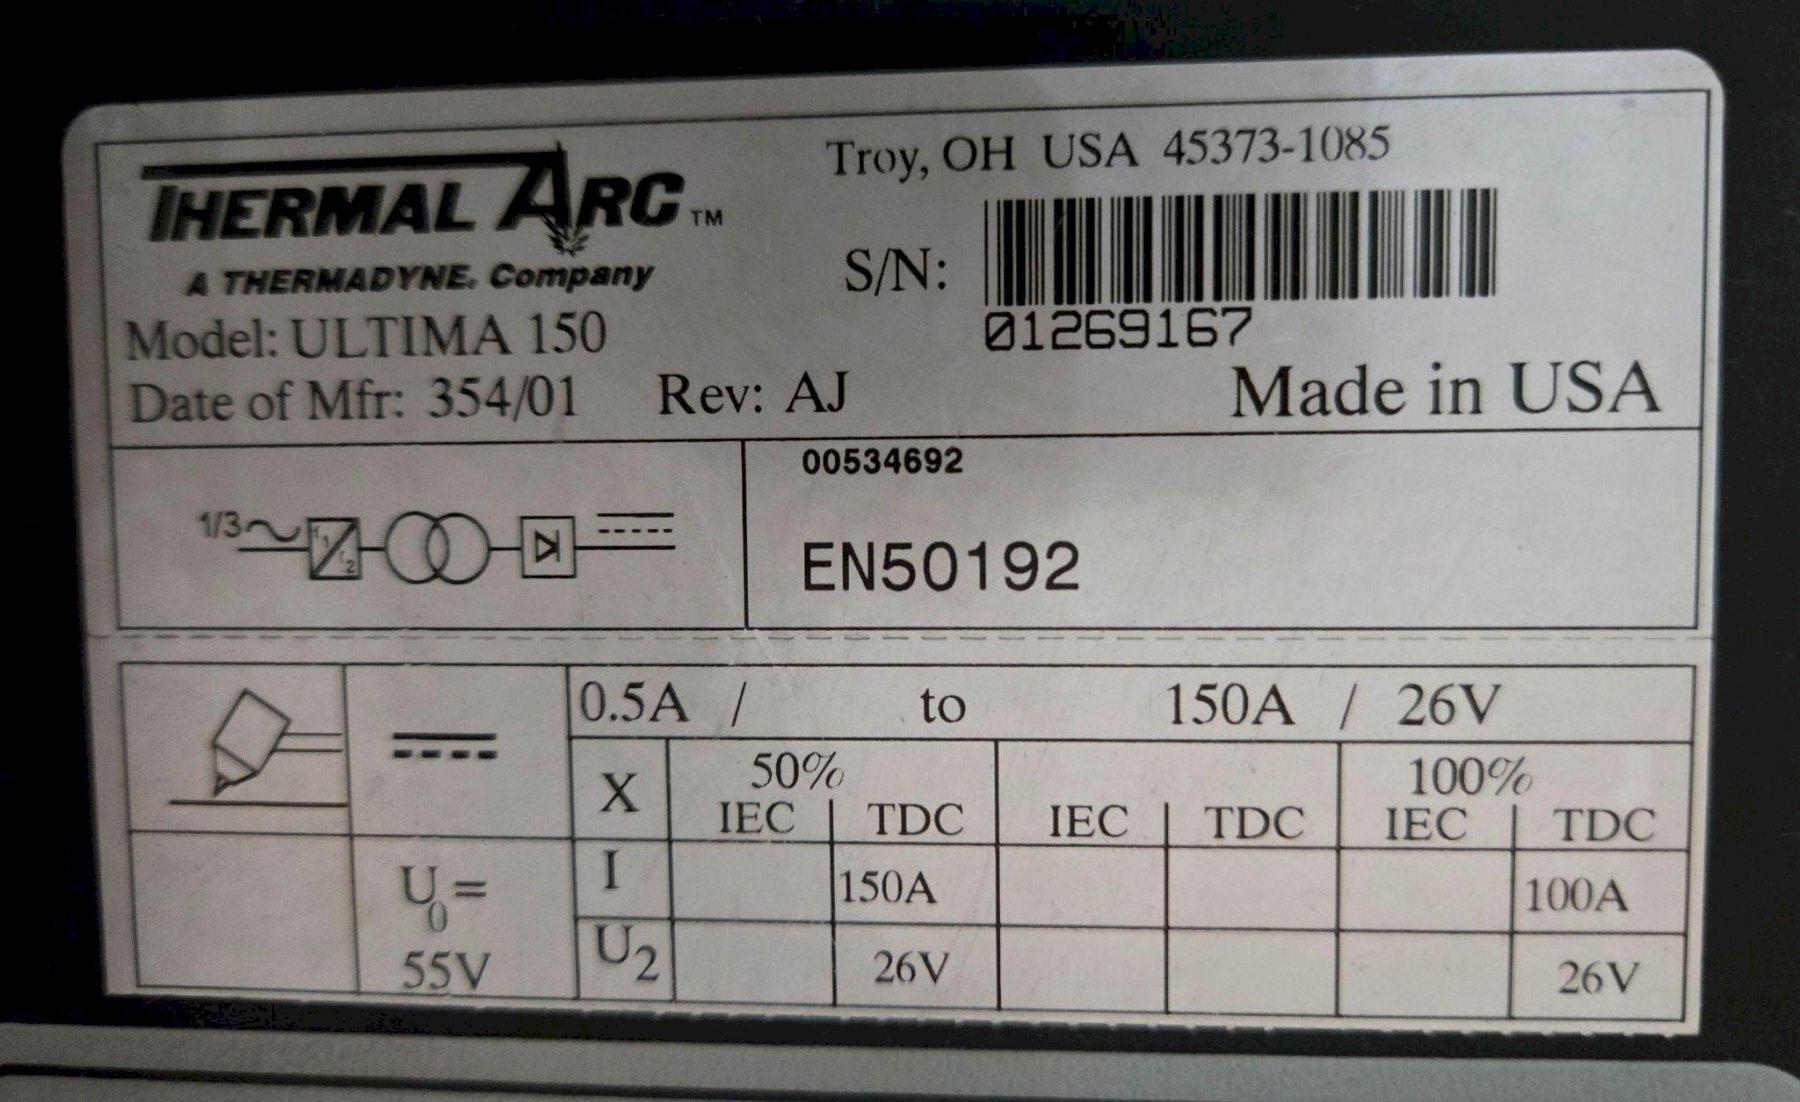 THERMAL ARC™
A THERMADYNE® Company
Troy, OH USA 45373-1085
S/N:
01269167
Model: ULTIMA 150
Date of Mfr: 354/01 Rev: AJ
Made in USA
1/3
f1
f2
00534692
EN50192
0.5A / to 150A / 26V
X 50% 100%
IEC TDC IEC TDC IEC TDC
U0= I 150A 100A
55V U2 26V 26V